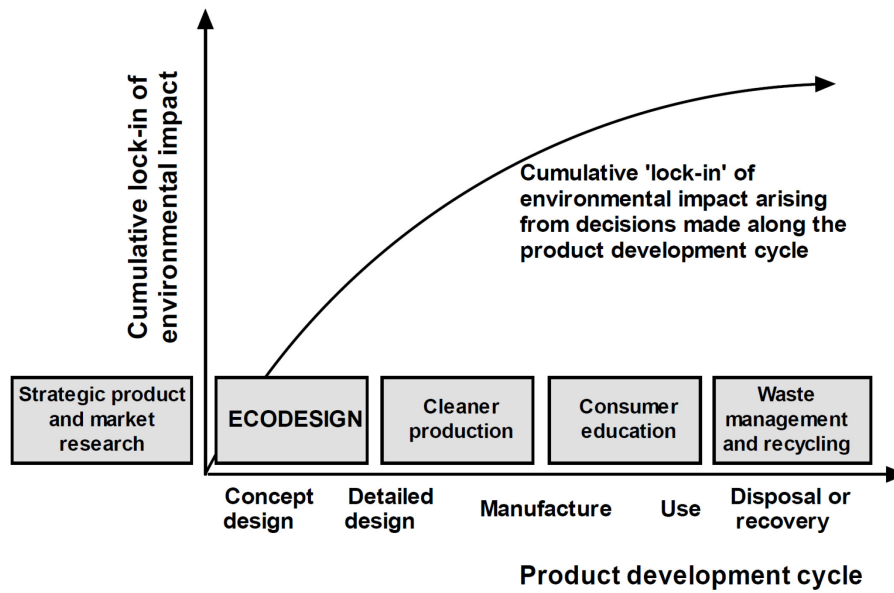 Cumulative lock-in of
environmental impact
Cumulative 'lock-in' of
environmental impact arising
from decisions made along the
product development cycle
Strategic product
and market
research
ECODESIGN
Cleaner
production
Consumer
education
Waste
management
and recycling
Concept
design
Detailed
design
Manufacture
Use
Disposal or
recovery
Product development cycle